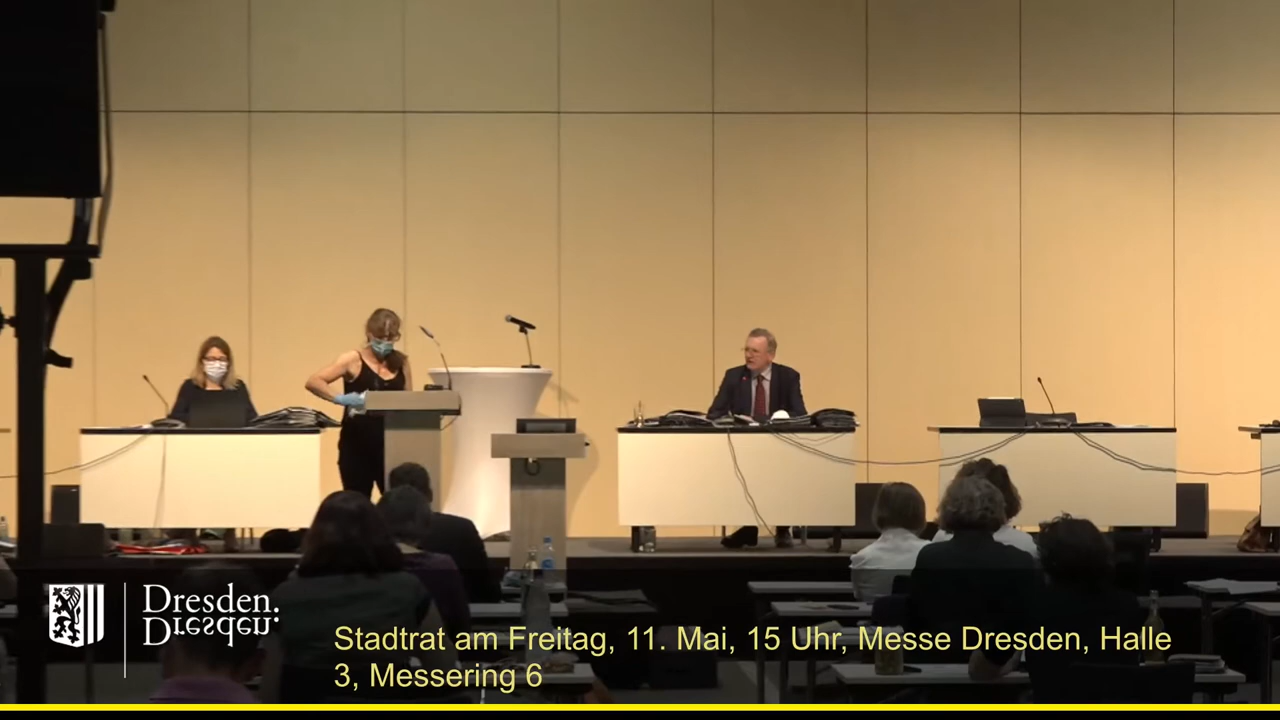 Dresden.
Dresden.
Stadtrat am Freitag, 11. Mai, 15 Uhr, Messe Dresden, Halle
3, Messering 6